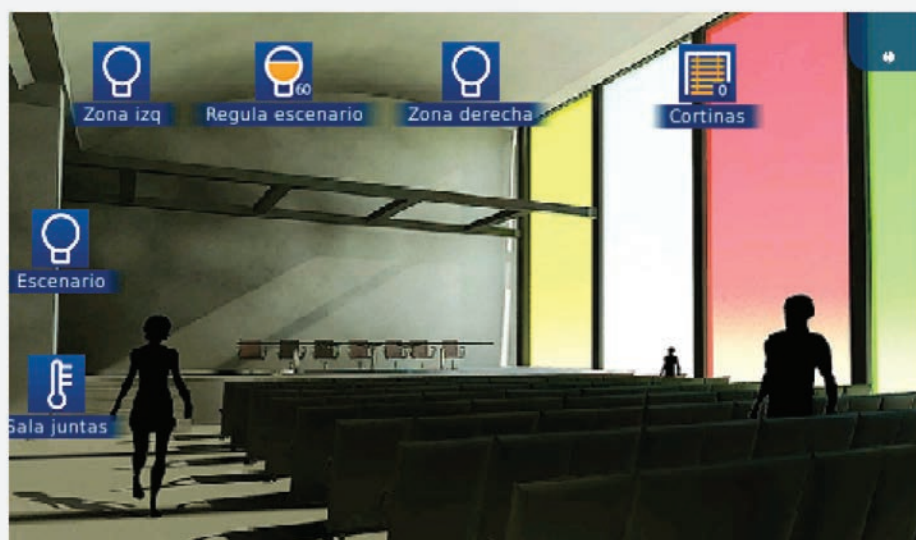 Zona izq
60
Regula escenario
Zona derecha
0
Cortinas
Escenario
Sala juntas